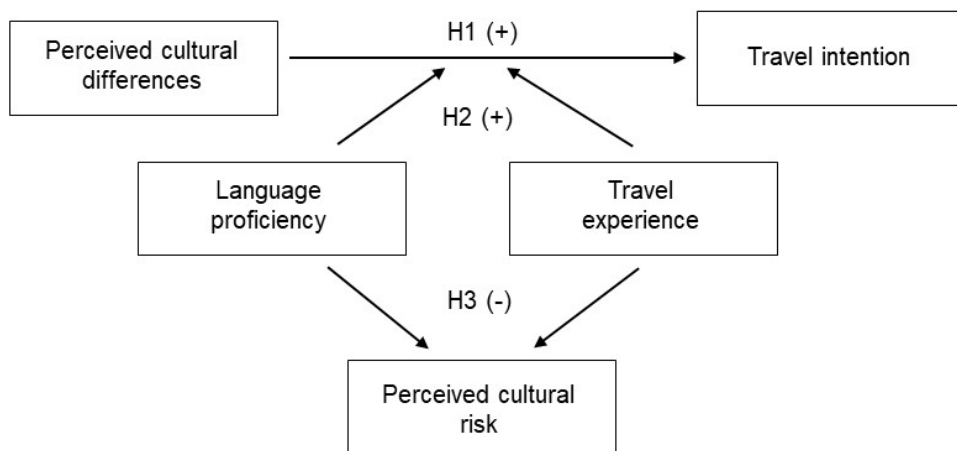 H1 (+)
Perceived cultural
differences
Travel intention
H2 (+)
Language
proficiency
Travel
experience
H3 (-)
Perceived cultural
risk